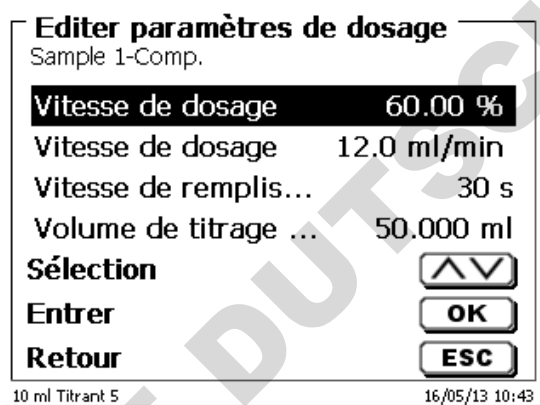 Editer paramètres de dosage
Sample 1-Comp.
Vitesse de dosage 60.00 %
Vitesse de dosage 12.0 ml/min
Vitesse de remplis... 30 s
Volume de titrage ... 50.000 ml
Sélection
Entrer OK
Retour ESC
10 ml Titrant 5 16/05/13 10:43